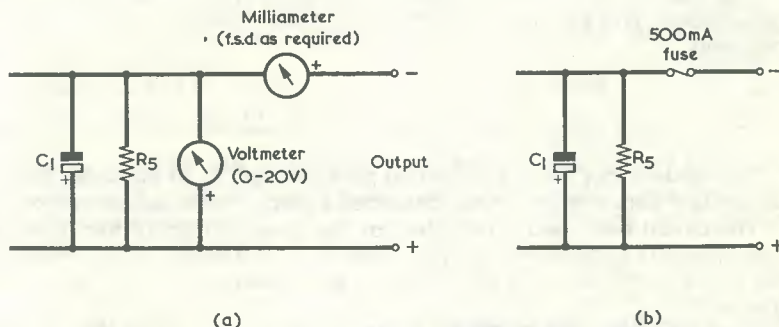 Milliameter
(f.s.d. as required)
+
−
C1
+
R5
Voltmeter
(0-20V)
+
Output
+
(a)
500mA
fuse
−
C1
+
R5
+
(b)